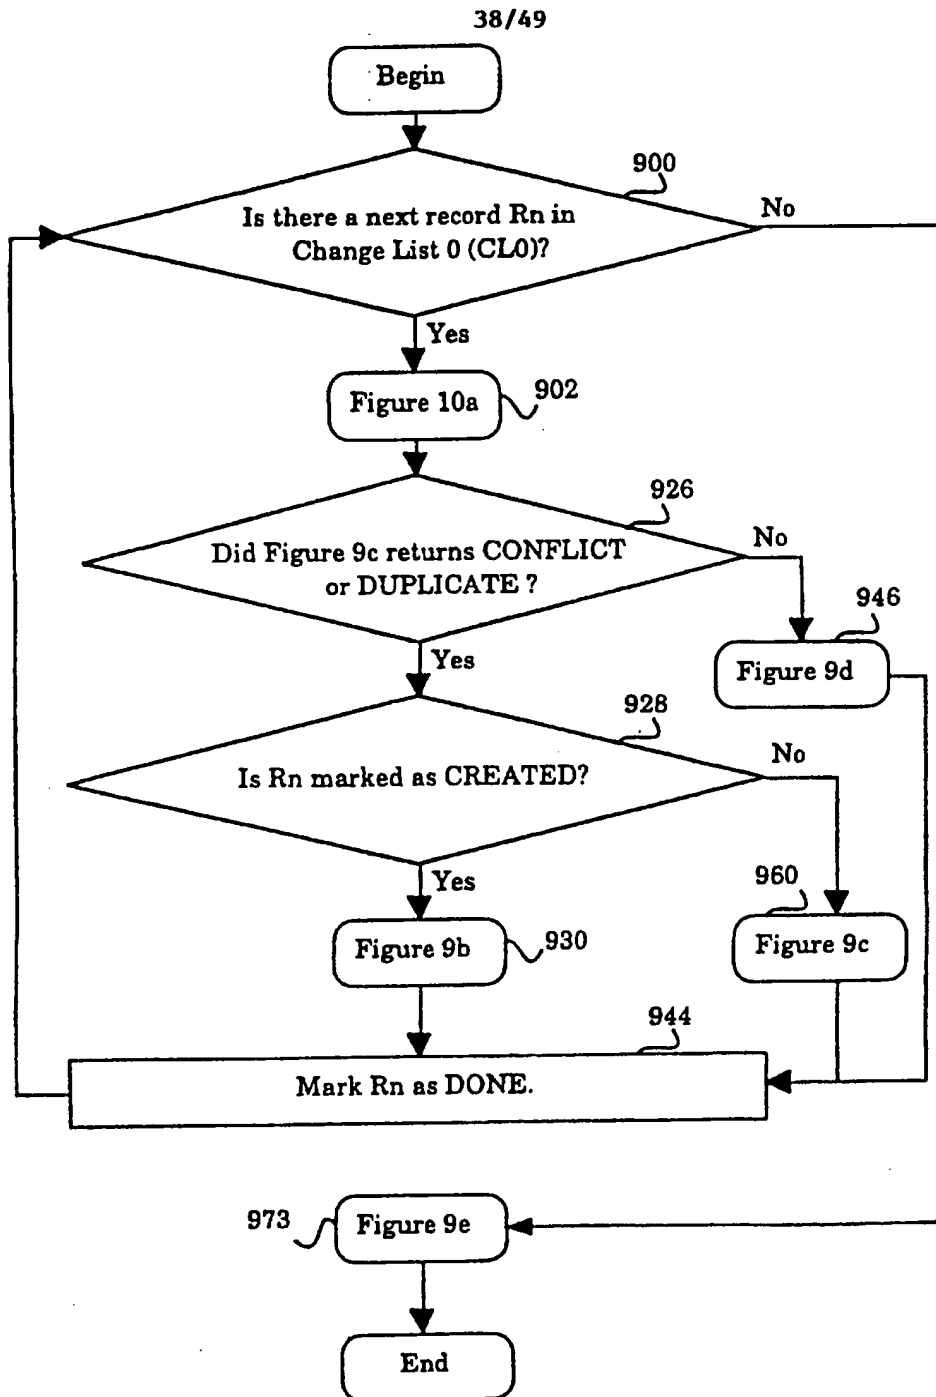 38/49
Begin
900
Is there a next record Rn in
Change List 0 (CL0)?
No
Yes
Figure 10a
902
926
Did Figure 9c returns CONFLICT
or DUPLICATE ?
No
946
Figure 9d
Yes
928
Is Rn marked as CREATED?
No
Yes
960
Figure 9b
930
Figure 9c
944
Mark Rn as DONE.
973
Figure 9e
End